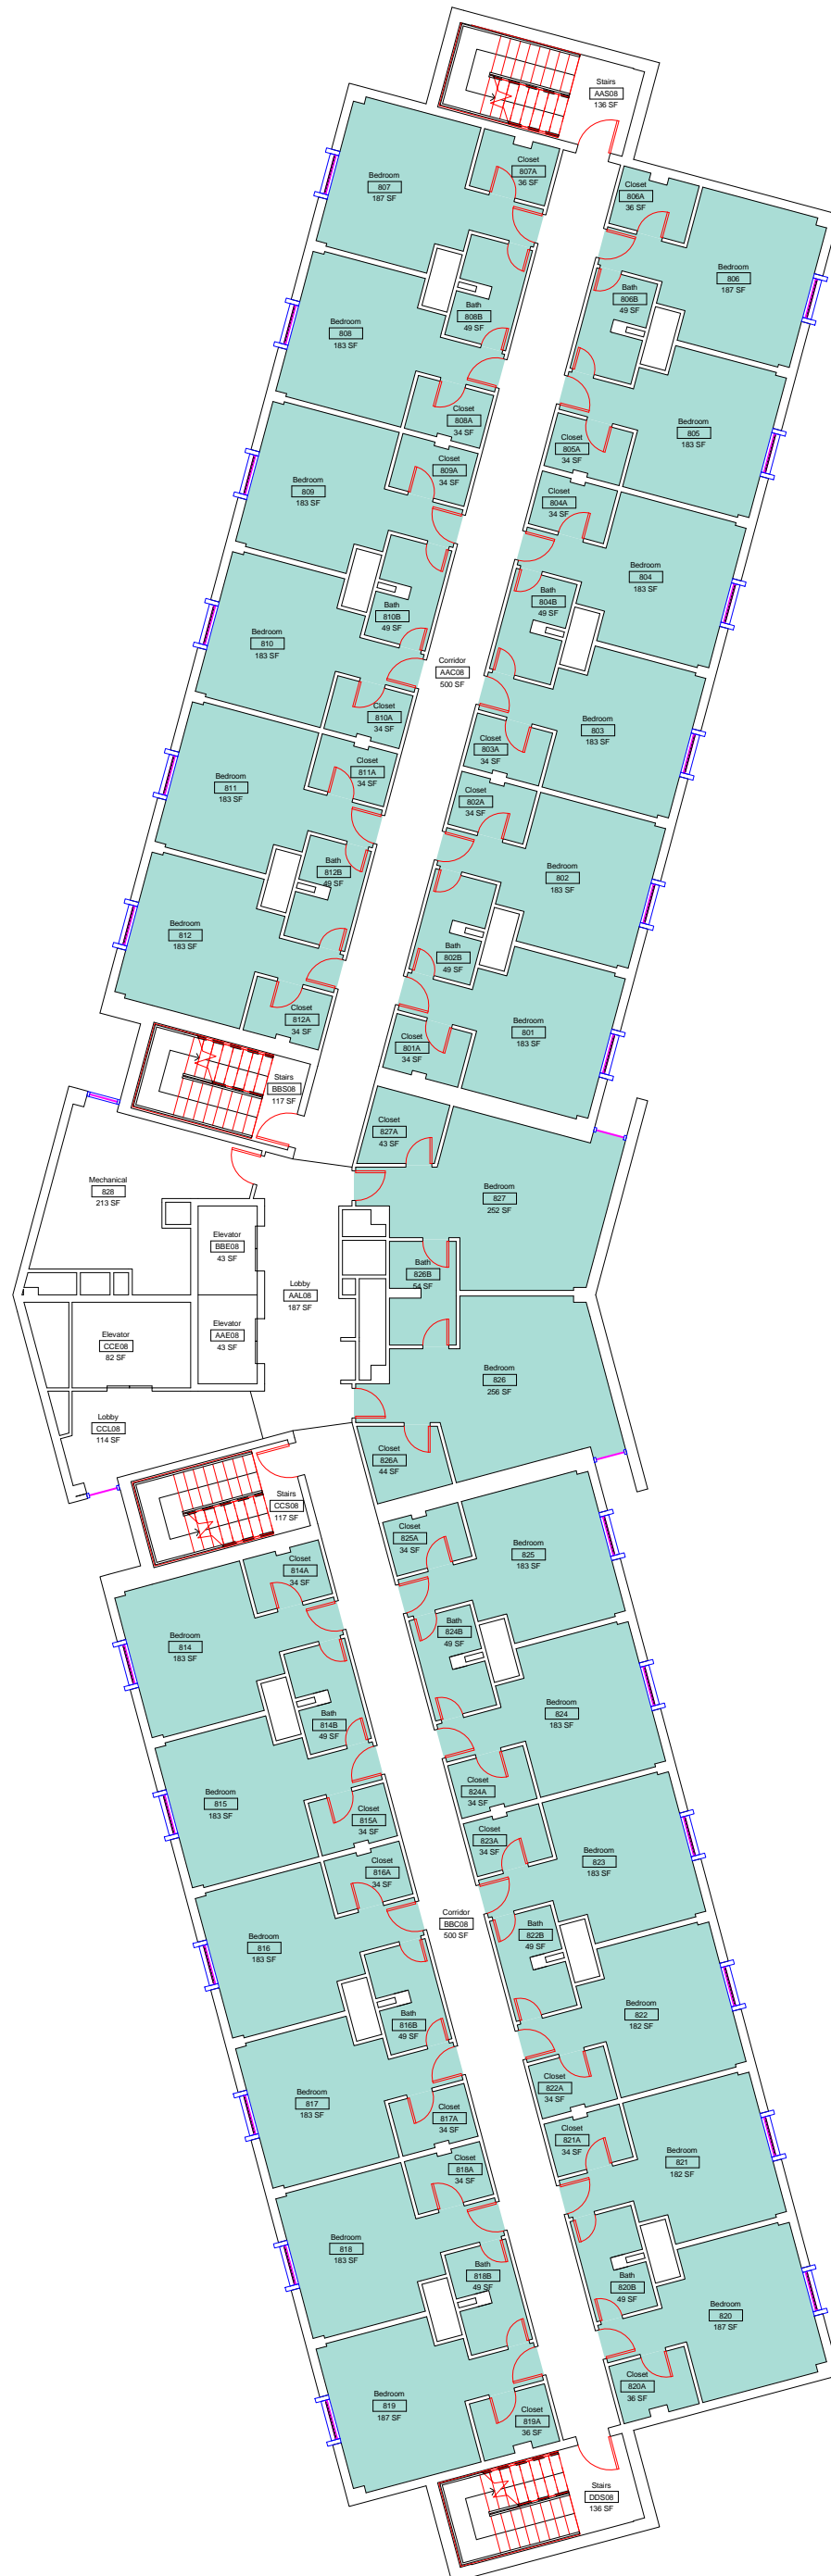 Stairs
AAS08
136 SF
Closet
807A
36 SF
Bedroom
807
187 SF
Closet
806A
36 SF
Bedroom
806
187 SF
Bath
808B
49 SF
Bath
806B
49 SF
Bedroom
808
183 SF
Bedroom
805
183 SF
Closet
808A
34 SF
Closet
805A
34 SF
Closet
809A
34 SF
Bedroom
809
183 SF
Closet
804A
34 SF
Bedroom
804
183 SF
Bath
810B
49 SF
Bath
804B
49 SF
Bedroom
810
183 SF
Corridor
AAC08
500 SF
Closet
810A
34 SF
Bedroom
803
183 SF
Closet
803A
34 SF
Closet
811A
34 SF
Bedroom
811
183 SF
Closet
802A
34 SF
Bath
812B
49 SF
Bedroom
802
183 SF
Bedroom
812
183 SF
Bath
802B
49 SF
Closet
812A
34 SF
Bedroom
801
183 SF
Closet
801A
34 SF
Stairs
BBS08
117 SF
Closet
827A
43 SF
Mechanical
828
213 SF
Bedroom
827
252 SF
Elevator
BBE08
43 SF
Bath
826B
54 SF
Lobby
AAL08
187 SF
Elevator
CCE08
82 SF
Elevator
AAE08
43 SF
Bedroom
826
256 SF
Lobby
CCL08
114 SF
Closet
826A
44 SF
Stairs
CCS08
117 SF
Closet
825A
34 SF
Bedroom
825
183 SF
Closet
814A
34 SF
Bedroom
814
183 SF
Bath
824B
49 SF
Bath
814B
49 SF
Bedroom
824
183 SF
Bedroom
815
183 SF
Closet
824A
34 SF
Closet
815A
34 SF
Closet
823A
34 SF
Bedroom
823
183 SF
Closet
816A
34 SF
Corridor
BBC08
500 SF
Bedroom
816
183 SF
Bath
822B
49 SF
Bath
816B
49 SF
Bedroom
822
182 SF
Bedroom
817
183 SF
Closet
822A
34 SF
Closet
817A
34 SF
Closet
821A
34 SF
Bedroom
821
182 SF
Closet
818A
34 SF
Bedroom
818
183 SF
Bath
818B
49 SF
Bath
820B
49 SF
Bedroom
820
187 SF
Bedroom
819
187 SF
Closet
820A
36 SF
Closet
819A
36 SF
Stairs
DDS08
136 SF